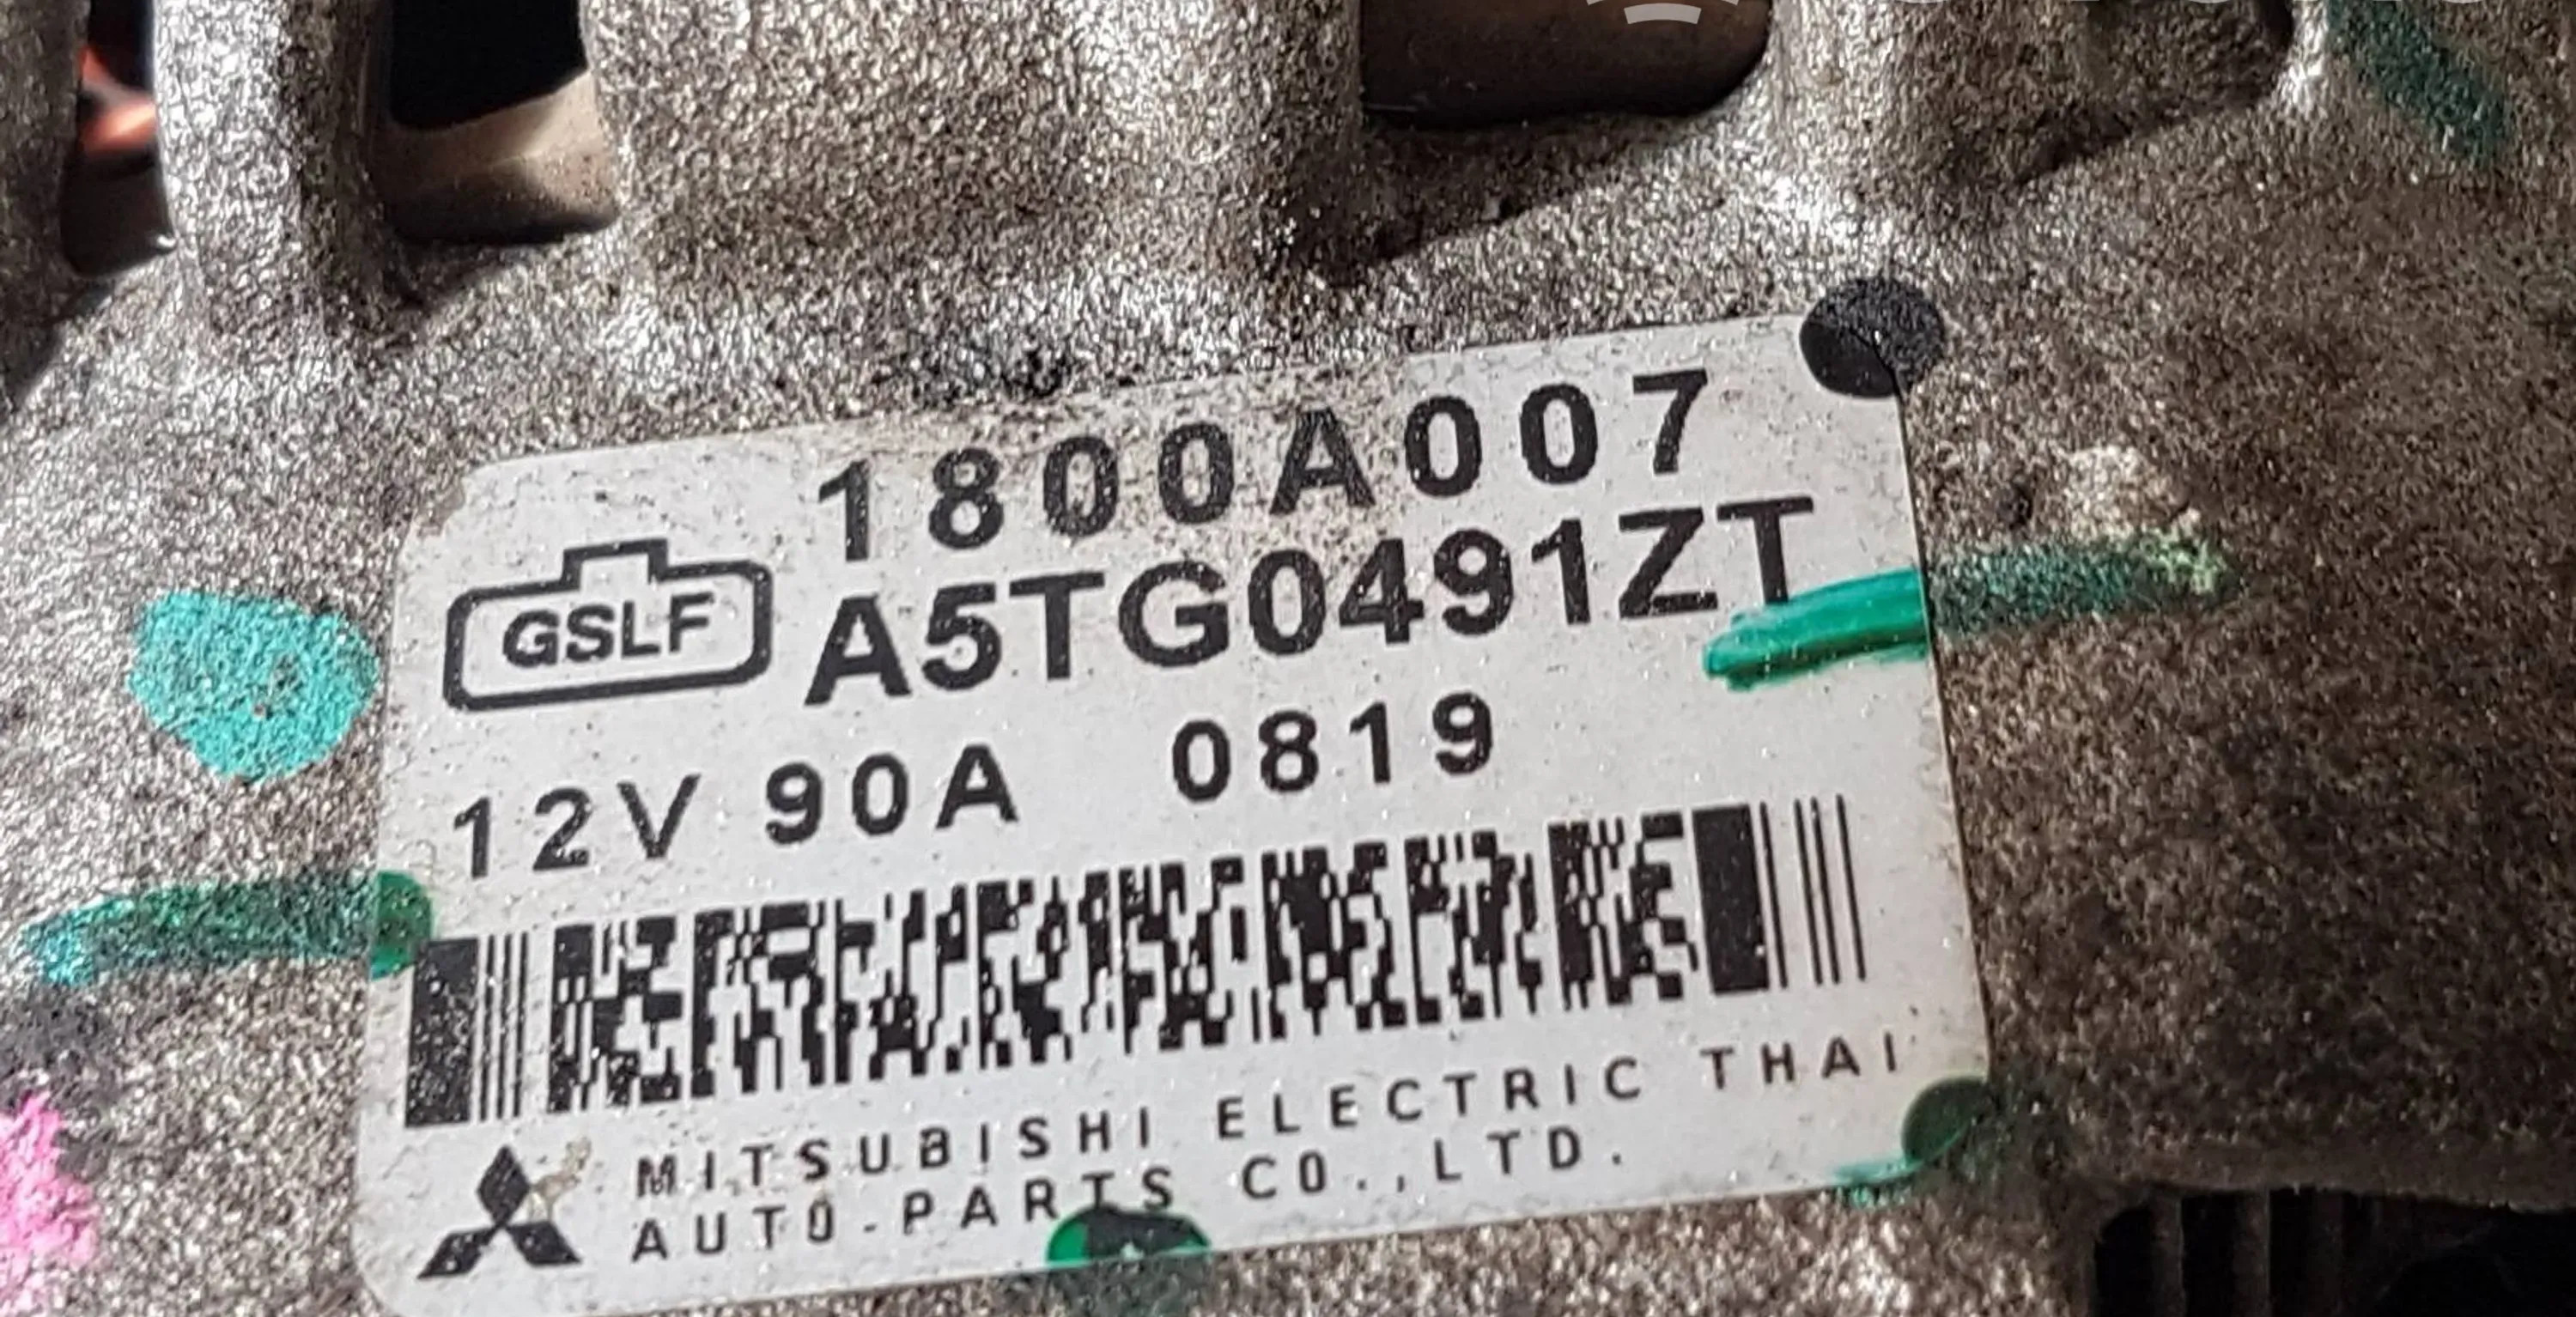 1800A007
GSLF A5TG0491ZT
12V 90A 0819
MITSUBISHI ELECTRIC THAI
AUTO-PARTS CO.,LTD.